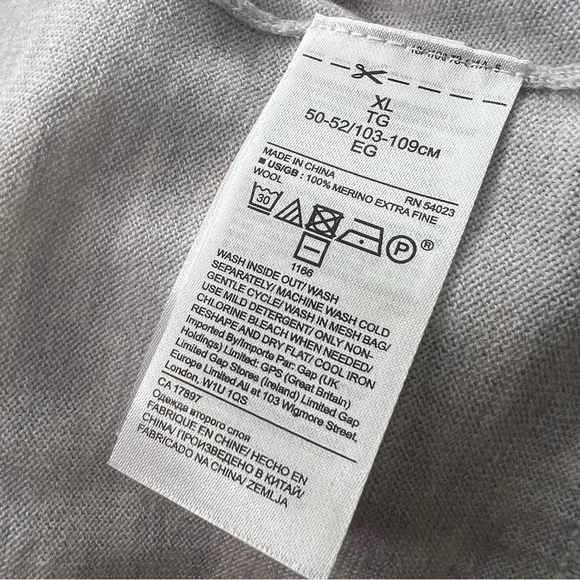 XL
TG
50-52/103-109CM
EG
MADE IN CHINA RN 54023
■ US/GB : 100% MERINO EXTRA FINE
WOOL
30 P ®
1166
WASH INSIDE OUT/ WASH
SEPARATELY/ MACHINE WASH COLD
GENTLE CYCLE/ WASH IN MESH BAG/
USE MILD DETERGENT/ ONLY NON-
CHLORINE BLEACH WHEN NEEDED/
RESHAPE AND DRY FLAT/ COOL IRON
Imported By/Importe Par: Gap (UK
Holdings) Limited: GPS (Great Britain)
Limited Gap Stores (Ireland) Limited Gap
Europe Limited All at 103 Wigmore Street,
London, W1U 1QS
CA 17897
Одежда второго слоя
FABRIQUE EN CHINE/ HECHO EN
CHINA/ ПРОИЗВЕДЕНО В КИТАЙ/
FABRICADO NA CHINA/ ZEMLJA